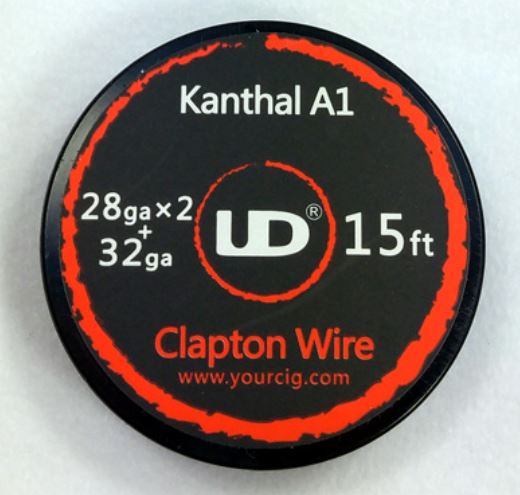 Kanthal A1
28ga×2
+
32ga
UD®
15ft
Clapton Wire
www.yourcig.com